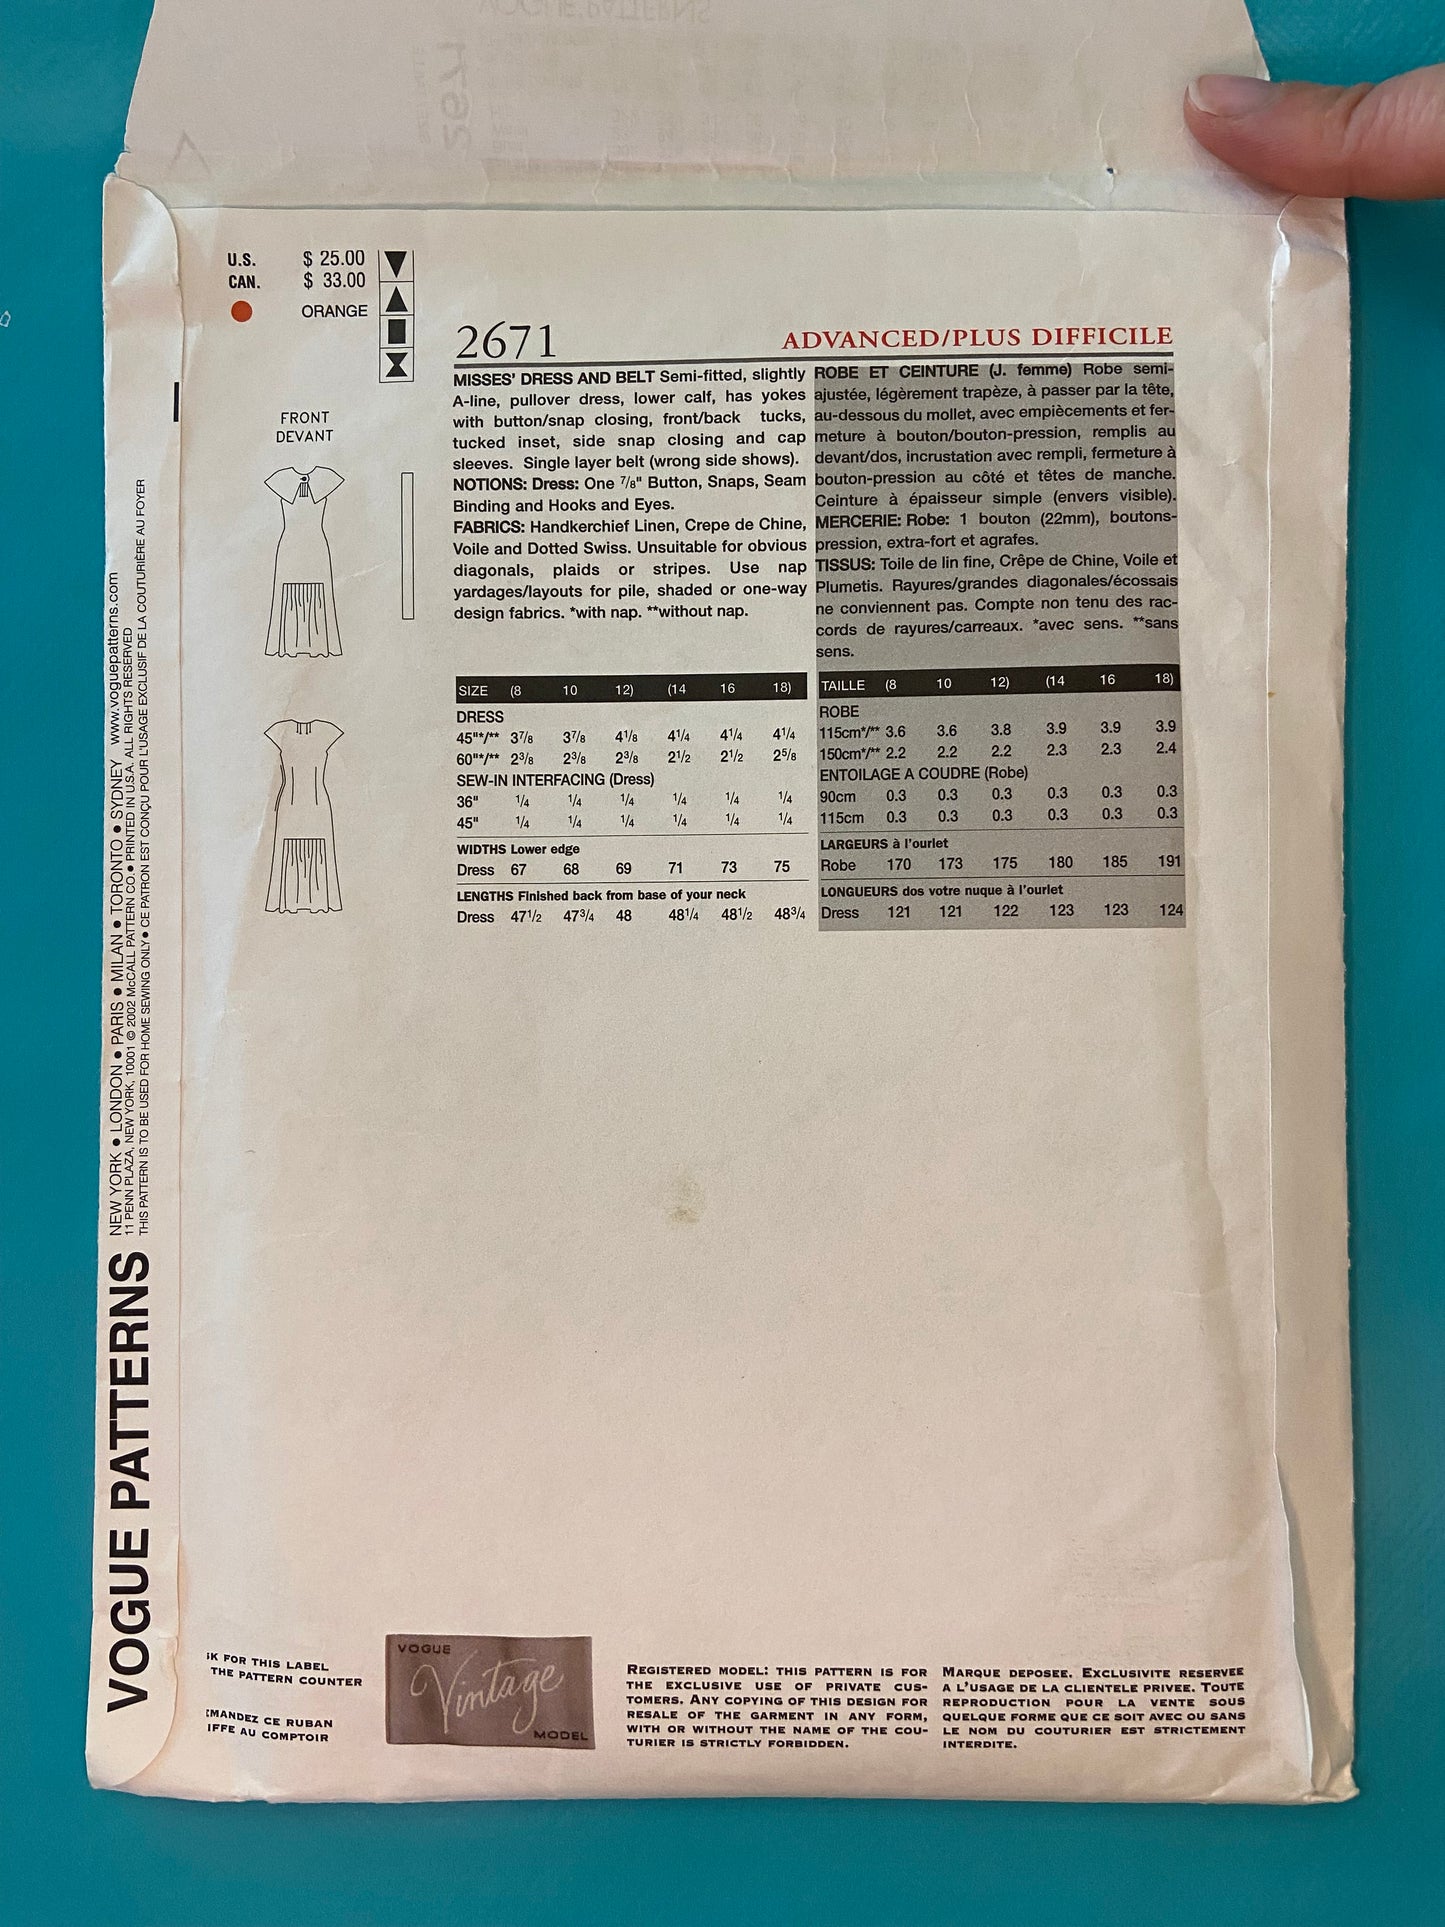 U.S. $ 25.00
CAN. $ 33.00
ORANGE
FRONT
DEVANT
2671
ADVANCED/PLUS DIFFICILE
MISSES' DRESS AND BELT Semi-fitted, slightly
A-line, pullover dress, lower calf, has yokes
with button/snap closing, front/back tucks,
tucked inset, side snap closing and cap
sleeves. Single layer belt (wrong side shows).
NOTIONS: Dress: One 7/8" Button, Snaps, Seam
Binding and Hooks and Eyes.
FABRICS: Handkerchief Linen, Crepe de Chine,
Voile and Dotted Swiss. Unsuitable for obvious
diagonals, plaids or stripes. Use nap
yardages/layouts for pile, shaded or one-way
design fabrics. *with nap. **without nap.
ROBE ET CEINTURE (J. femme) Robe semi-
ajustée, légèrement trapèze, à passer par la tête,
au-dessous du mollet, avec empiècements et fer-
meture à bouton/bouton-pression, remplis au
devant/dos, incrustation avec rempli, fermeture à
bouton-pression au côté et têtes de manche.
Ceinture à épaisseur simple (envers visible).
MERCERIE: Robe: 1 bouton (22mm), boutons-
pression, extra-fort et agrafes.
TISSUS: Toile de lin fine, Crêpe de Chine, Voile et
Plumetis. Rayures/grandes diagonales/écossais
ne conviennent pas. Compte non tenu des rac-
cords de rayures/carreaux. *avec sens. **sans
sens.
SIZE (8 10 12) (14 16 18)
DRESS
45"*/** 3 7/8 3 7/8 4 1/8 4 1/4 4 1/4 4 1/4
60"*/** 2 3/8 2 3/8 2 3/8 2 1/2 2 1/2 2 5/8
SEW-IN INTERFACING (Dress)
36" 1/4 1/4 1/4 1/4 1/4 1/4
45" 1/4 1/4 1/4 1/4 1/4 1/4
WIDTHS Lower edge
Dress 67 68 69 71 73 75
LENGTHS Finished back from base of your neck
Dress 47 1/2 47 3/4 48 48 1/4 48 1/2 48 3/4
TAILLE (8 10 12) (14 16 18)
ROBE
115cm*/** 3.6 3.6 3.8 3.9 3.9 3.9
150cm*/** 2.2 2.2 2.2 2.3 2.3 2.4
ENTOILAGE A COUDRE (Robe)
90cm 0.3 0.3 0.3 0.3 0.3 0.3
115cm 0.3 0.3 0.3 0.3 0.3 0.3
LARGEURS à l'ourlet
Robe 170 173 175 180 185 191
LONGUEURS dos votre nuque à l'ourlet
Dress 121 121 122 123 123 124
VOGUE PATTERNS
NEW YORK • LONDON • PARIS • MILAN • TORONTO • SYDNEY www.voguepatterns.com
11 PENN PLAZA, NEW YORK, 10001 © 2002 McCALL PATTERN CO. • PRINTED IN U.S.A. ALL RIGHTS RESERVED
THIS PATTERN IS TO BE USED FOR HOME SEWING ONLY • CE PATRON EST CONÇU POUR L'USAGE EXCLUSIF DE LA COUTURIERE AU FOYER
SK FOR THIS LABEL
THE PATTERN COUNTER
EMANDEZ CE RUBAN
IFFE AU COMPTOIR
VOGUE
Vintage
MODEL
REGISTERED MODEL: THIS PATTERN IS FOR
THE EXCLUSIVE USE OF PRIVATE CUS-
TOMERS. ANY COPYING OF THIS DESIGN FOR
RESALE OF THE GARMENT IN ANY FORM,
WITH OR WITHOUT THE NAME OF THE COU-
TURIER IS STRICTLY FORBIDDEN.
MARQUE DEPOSEE. EXCLUSIVITE RESERVEE
A L'USAGE DE LA CLIENTELE PRIVEE. TOUTE
REPRODUCTION POUR LA VENTE SOUS
QUELQUE FORME QUE CE SOIT AVEC OU SANS
LE NOM DU COUTURIER EST STRICTEMENT
INTERDITE.